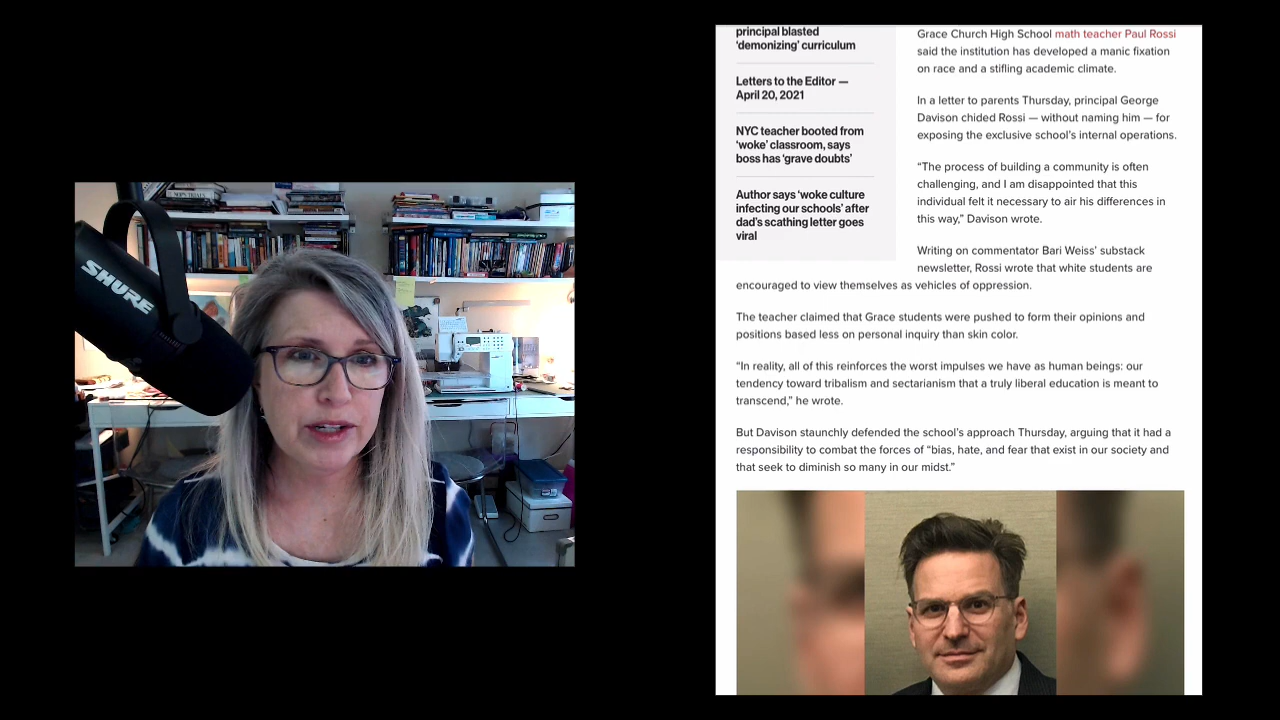 SHURE
principal blasted
‘demonizing’ curriculum
Letters to the Editor —
April 20, 2021
NYC teacher booted from
‘woke’ classroom, says
boss has ‘grave doubts’
Author says ‘woke culture
infecting our schools’ after
dad’s scathing letter goes
viral
Grace Church High School math teacher Paul Rossi
said the institution has developed a manic fixation
on race and a stifling academic climate.
In a letter to parents Thursday, principal George
Davison chided Rossi — without naming him — for
exposing the exclusive school’s internal operations.
“The process of building a community is often
challenging, and I am disappointed that this
individual felt it necessary to air his differences in
this way,” Davison wrote.
Writing on commentator Bari Weiss’ substack
newsletter, Rossi wrote that white students are
encouraged to view themselves as vehicles of oppression.
The teacher claimed that Grace students were pushed to form their opinions and
positions based less on personal inquiry than skin color.
“In reality, all of this reinforces the worst impulses we have as human beings: our
tendency toward tribalism and sectarianism that a truly liberal education is meant to
transcend,” he wrote.
But Davison staunchly defended the school’s approach Thursday, arguing that it had a
responsibility to combat the forces of “bias, hate, and fear that exist in our society and
that seek to diminish so many in our midst.”